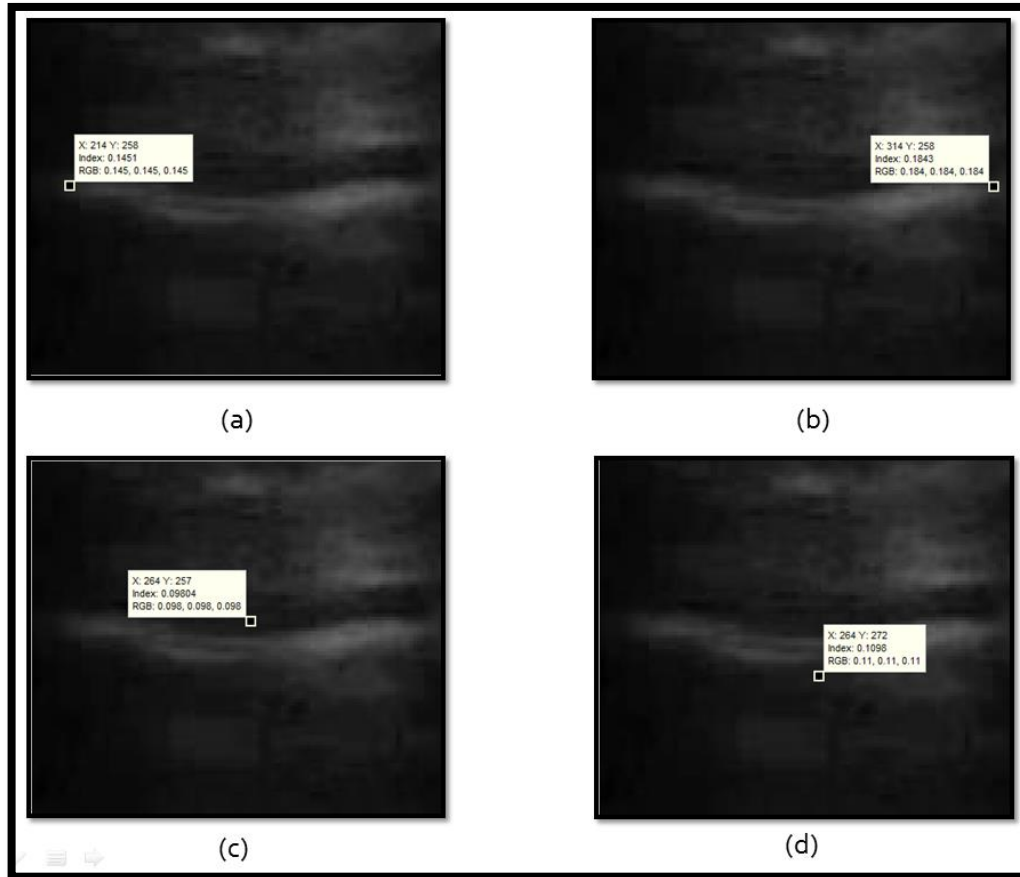 X: 214 Y: 258
Index: 0.1451
RGB: 0.145, 0.145, 0.145
X: 314 Y: 258
Index: 0.1843
RGB: 0.184, 0.184, 0.184
(a)
(b)
X: 264 Y: 257
Index: 0.09804
RGB: 0.098, 0.098, 0.098
X: 264 Y: 272
Index: 0.1098
RGB: 0.11, 0.11, 0.11
(c)
(d)